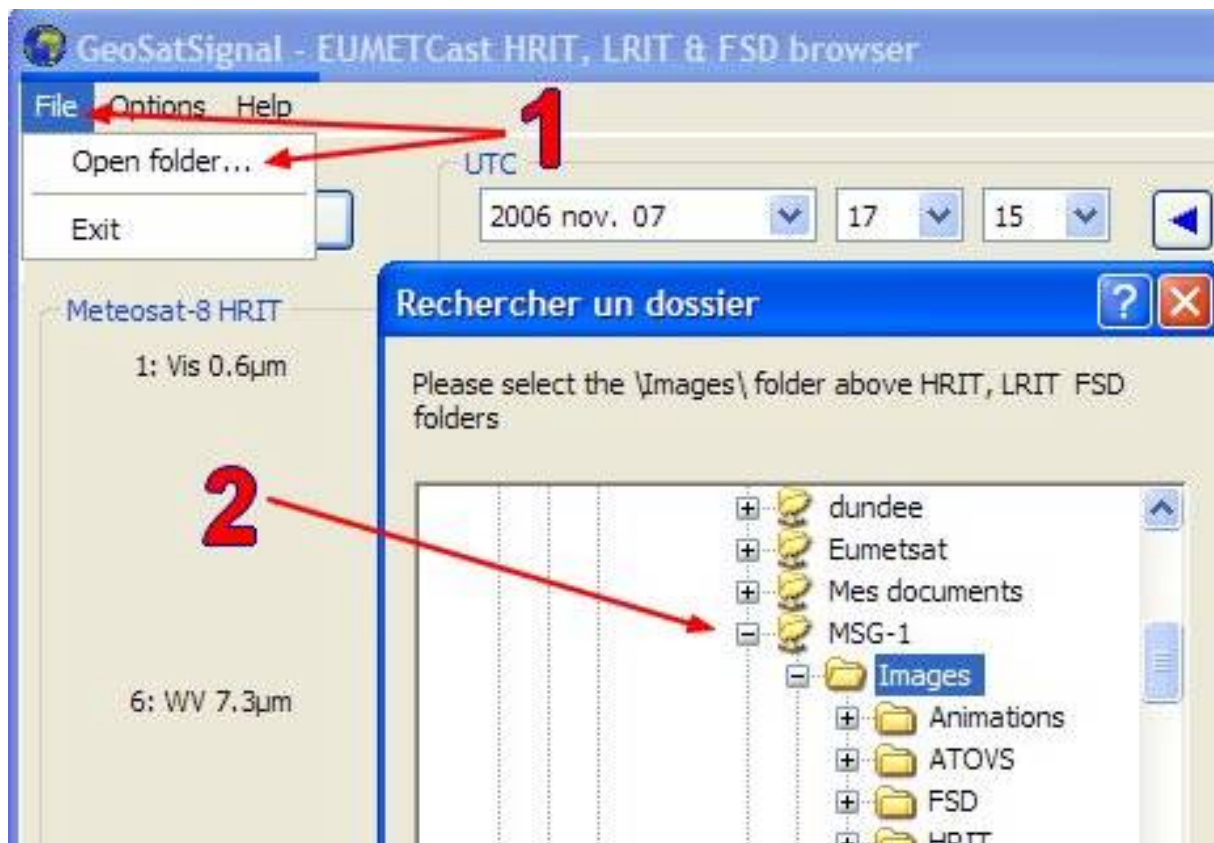 GeoSatSignal - EUMETCast HRIT, LRIT & FSD browser
File Options Help
1
Open folder...
Exit
UTC
2006 nov. 07 17 15
Meteosat-8 HRIT
1: Vis 0.6µm
6: WV 7.3µm
Rechercher un dossier
Please select the \Images\ folder above HRIT, LRIT FSD
folders
2
dundee
Eumetsat
Mes documents
MSG-1
Images
Animations
ATOVS
FSD
HRIT